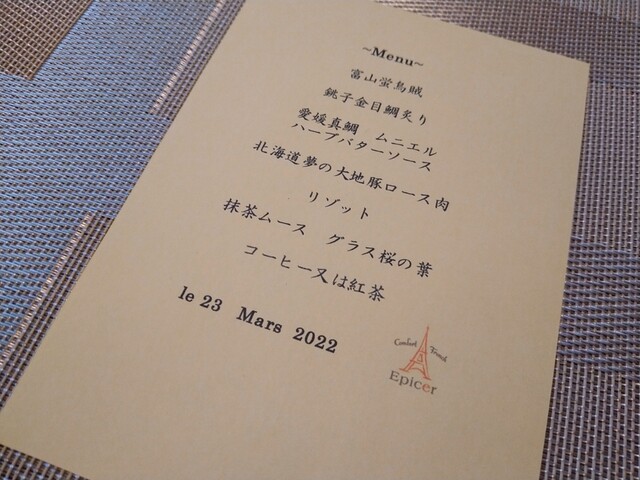 ~Menu~
富山蛍烏賊
銚子金目鯛炙り
愛媛真鯛　ムニエル
ハーブバターソース
北海道夢の大地豚ロース肉
リゾット
抹茶ムース　グラス桜の葉
コーヒー又は紅茶
le 23 Mars 2022
Comfort French
Epicer